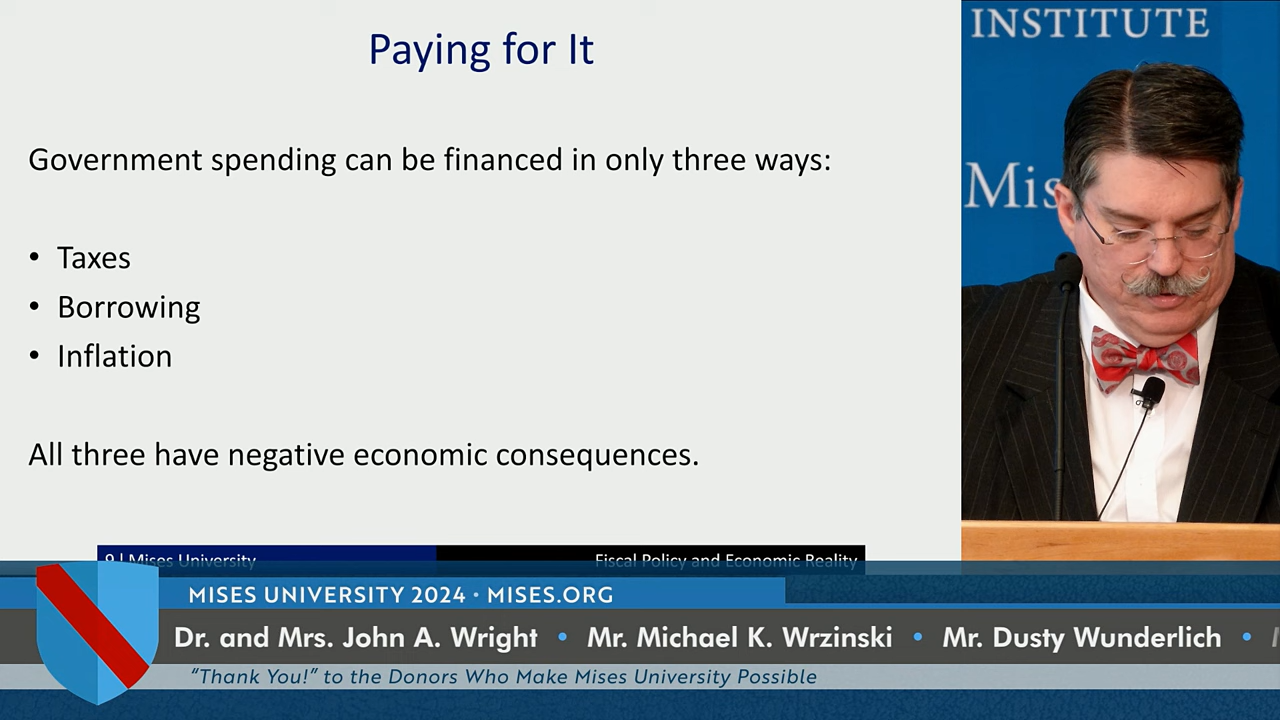 Paying for It
Government spending can be financed in only three ways:
• Taxes
• Borrowing
• Inflation
All three have negative economic consequences.
9 | Mises University
Fiscal Policy and Economic Reality
INSTITUTE
Mis
MISES UNIVERSITY 2024 • MISES.ORG
Dr. and Mrs. John A. Wright • Mr. Michael K. Wrzinski • Mr. Dusty Wunderlich •
“Thank You!” to the Donors Who Make Mises University Possible